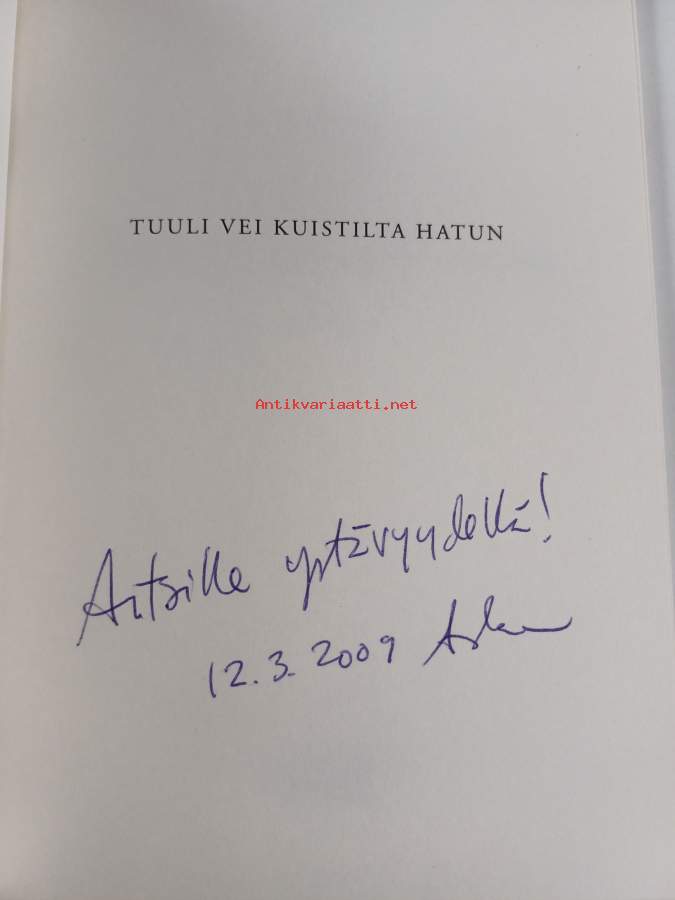 TUULI VEI KUISTILTA HATUN
Antikvariaatti.net
Artsille ystävyydellä!
12.3.2009